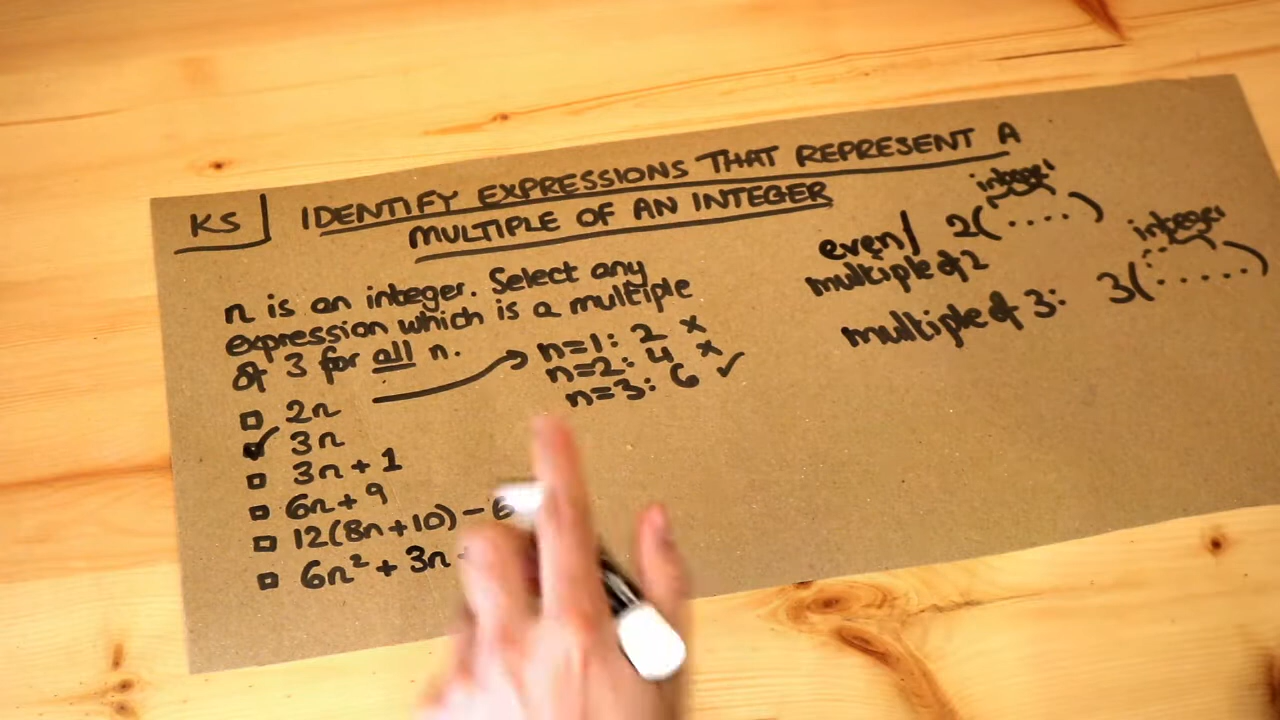 KS
IDENTIFY EXPRESSIONS THAT REPRESENT A
MULTIPLE OF AN INTEGER
n is an integer. Select any
expression which is a multiple
of 3 for all n.
2n
3n
3n + 1
6n + 9
12(8n+10) - 6
6n² + 3n
n=1: 2 ×
n=2: 4 ×
n=3: 6 ✓
integer
even/ 2(....)
multiple of 2
integer
multiple of 3: 3(.....)